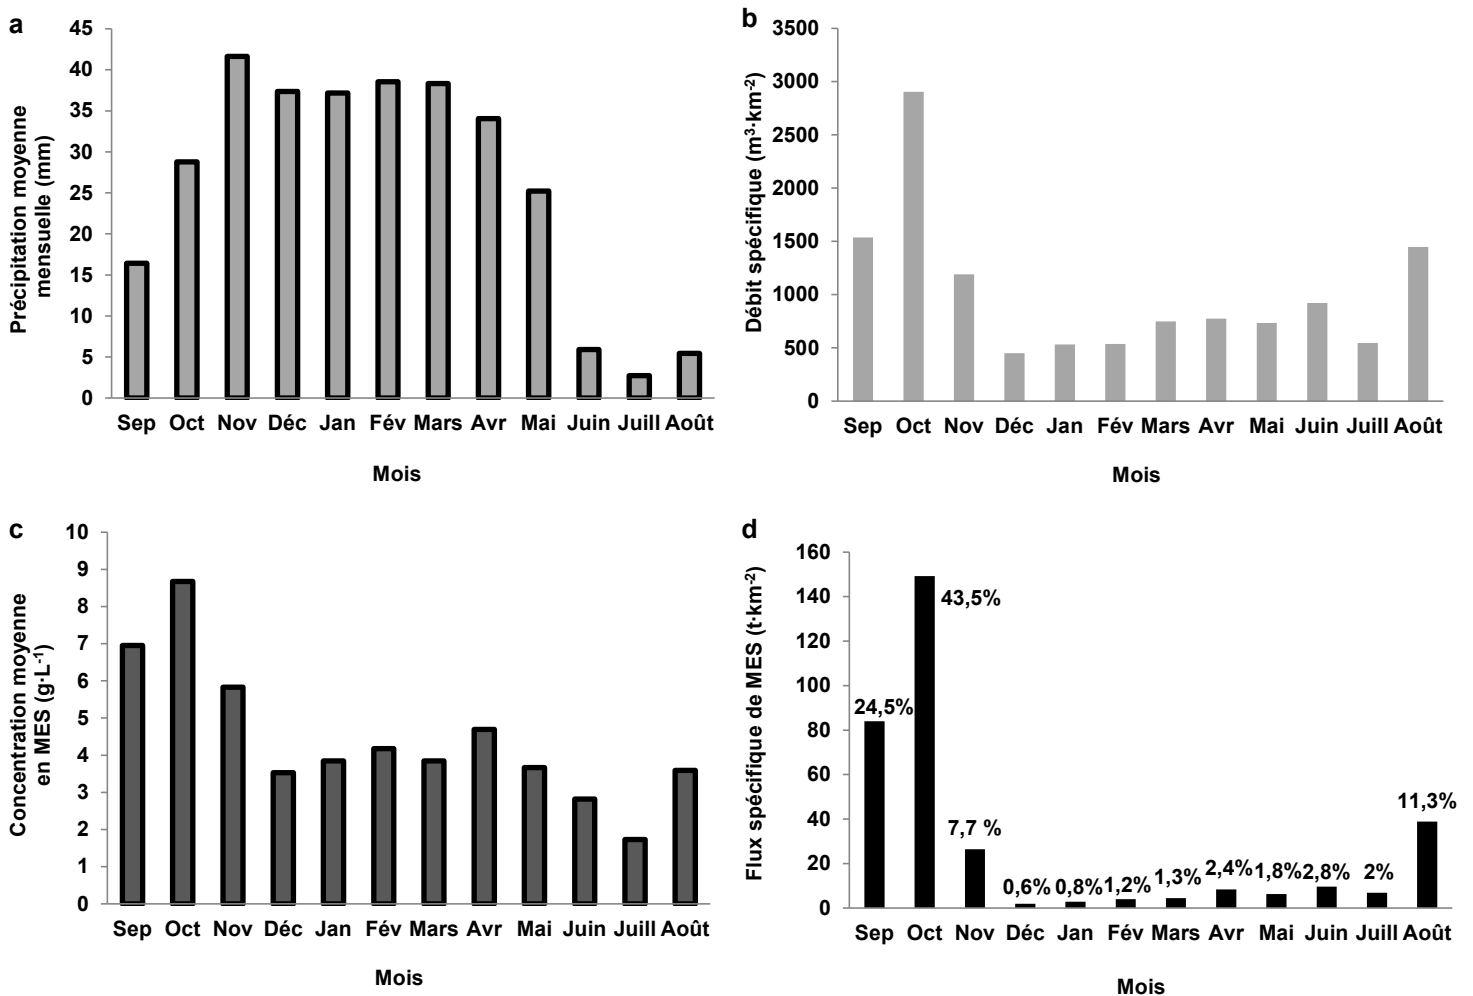 a
Précipitation moyenne
mensuelle (mm)
45
40
35
30
25
20
15
10
5
0
Sep Oct Nov Déc Jan Fév Mars Avr Mai Juin Juill Août
Mois
b
Débit spécifique (m³·km⁻²)
3500
3000
2500
2000
1500
1000
500
0
Sep Oct Nov Déc Jan Fév Mars Avr Mai Juin Juill Août
Mois
c
Concentration moyenne
en MES (g·L⁻¹)
10
9
8
7
6
5
4
3
2
1
0
Sep Oct Nov Déc Jan Fév Mars Avr Mai Juin Juill Août
Mois
d
Flux spécifique de MES (t·km⁻²)
160
140
120
100
80
60
40
20
0
24,5%
43,5%
7,7 %
0,6%
0,8%
1,2%
1,3%
2,4%
1,8%
2,8%
2%
11,3%
Sep Oct Nov Déc Jan Fév Mars Avr Mai Juin Juill Août
Mois